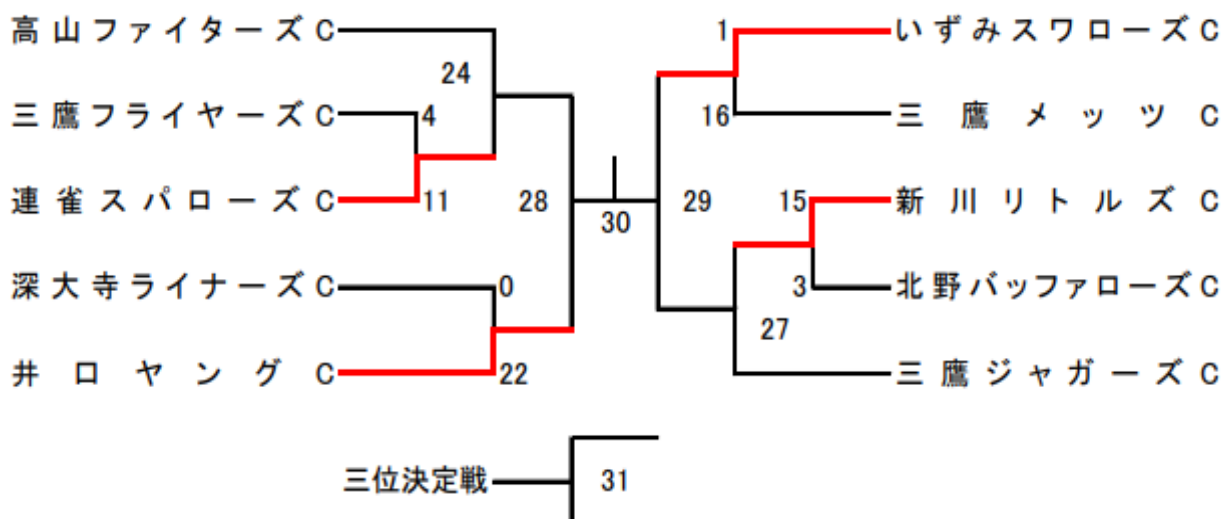 高山ファイターズC
24
三鷹フライヤーズC
4
連雀スパローズC
11
28
深大寺ライナーズC
0
井口ヤングC
22
30
1
いずみスワローズC
16
三鷹メッツC
29
15
新川リトルズC
3
北野バッファローズC
27
三鷹ジャガーズC
三位決定戦
31